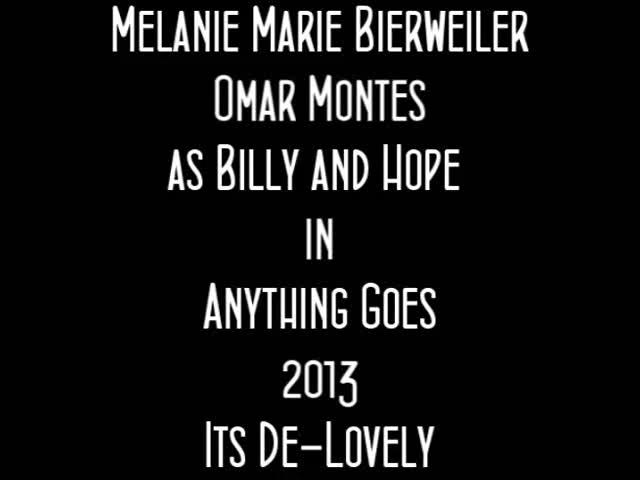 Melanie Marie Bierweiler
Omar Montes
as Billy and Hope
in
Anything Goes
2013
Its De-Lovely